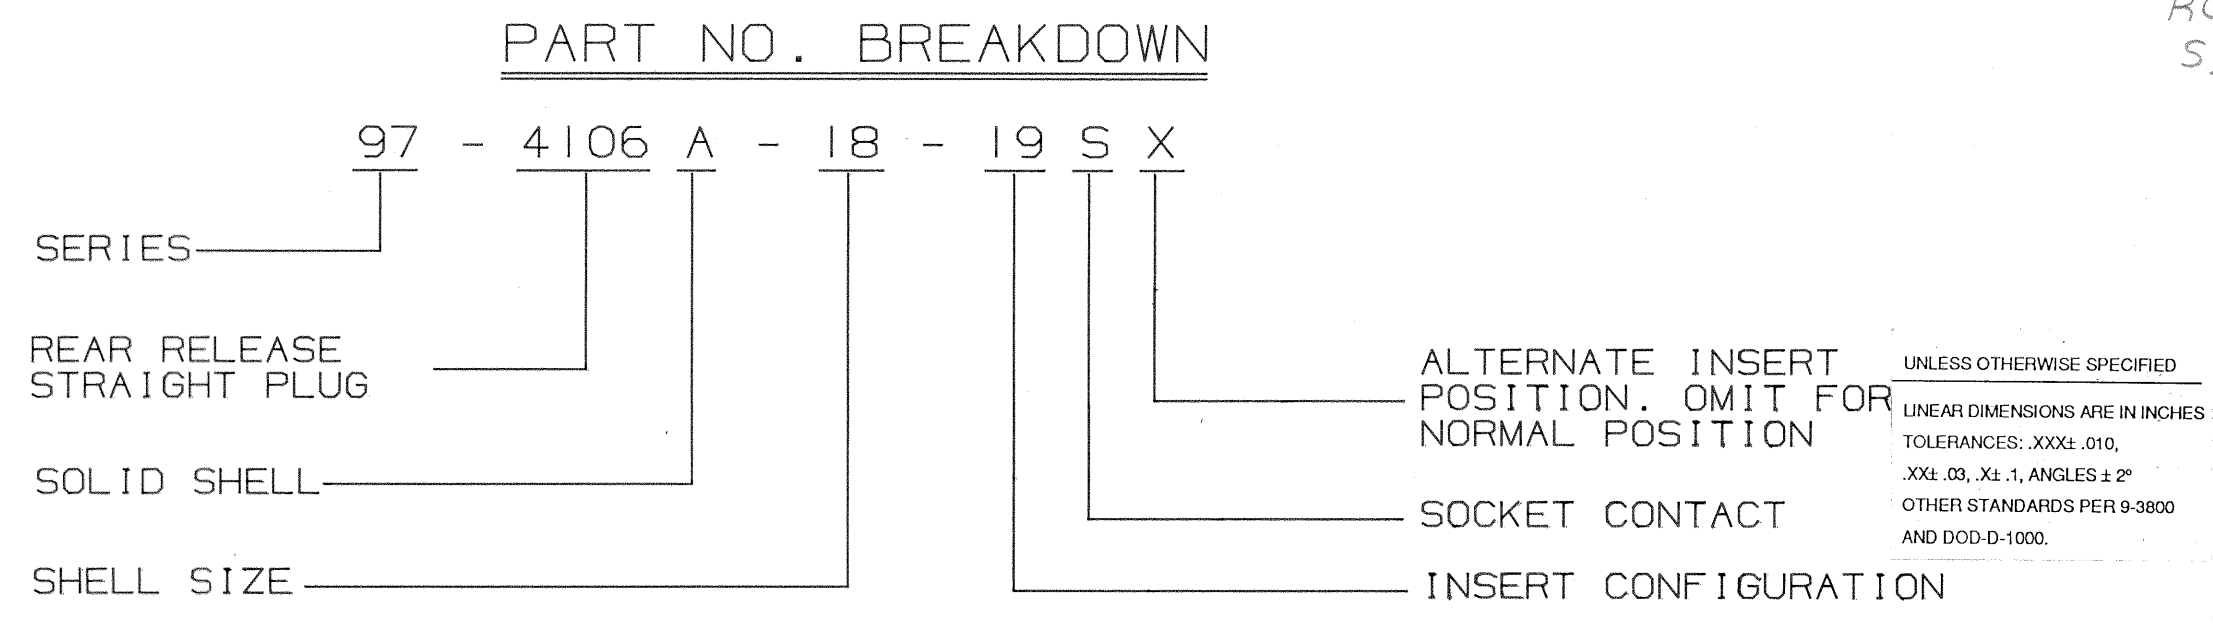 PART NO. BREAKDOWN
97 - 4106 A - 18 - 19 S X
SERIES
REAR RELEASE
STRAIGHT PLUG
SOLID SHELL
SHELL SIZE
ALTERNATE INSERT
POSITION. OMIT FOR
NORMAL POSITION
SOCKET CONTACT
INSERT CONFIGURATION
UNLESS OTHERWISE SPECIFIED
LINEAR DIMENSIONS ARE IN INCHES
TOLERANCES: .XXX± .010,
.XX± .03, .X± .1, ANGLES ± 2°
OTHER STANDARDS PER 9-3800
AND DOD-D-1000.